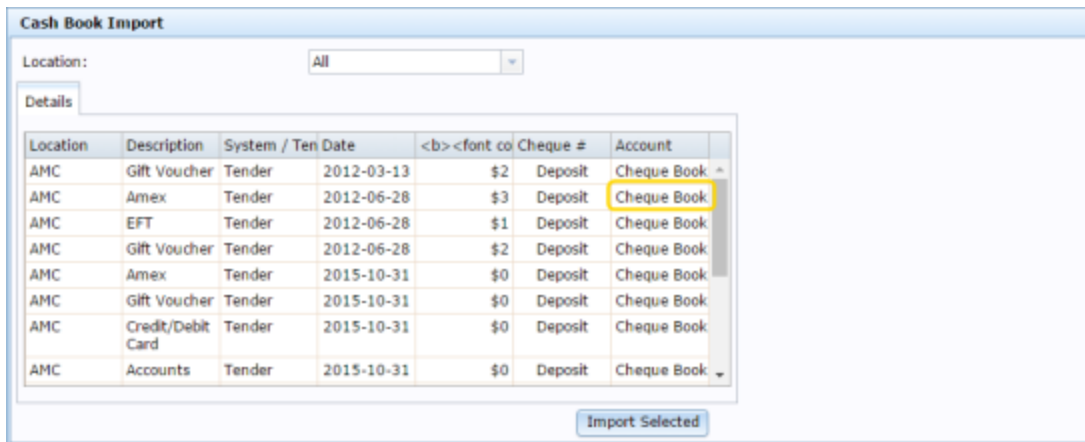 Cash Book Import
Location: All
Details
Location Description System / Ten Date <b><font co Cheque # Account
AMC Gift Voucher Tender 2012-03-13 $2 Deposit Cheque Book
AMC Amex Tender 2012-06-28 $3 Deposit Cheque Book
AMC EFT Tender 2012-06-28 $1 Deposit Cheque Book
AMC Gift Voucher Tender 2012-06-28 $2 Deposit Cheque Book
AMC Amex Tender 2015-10-31 $0 Deposit Cheque Book
AMC Gift Voucher Tender 2015-10-31 $0 Deposit Cheque Book
AMC Credit/Debit Tender 2015-10-31 $0 Deposit Cheque Book
Card
AMC Accounts Tender 2015-10-31 $0 Deposit Cheque Book
Import Selected